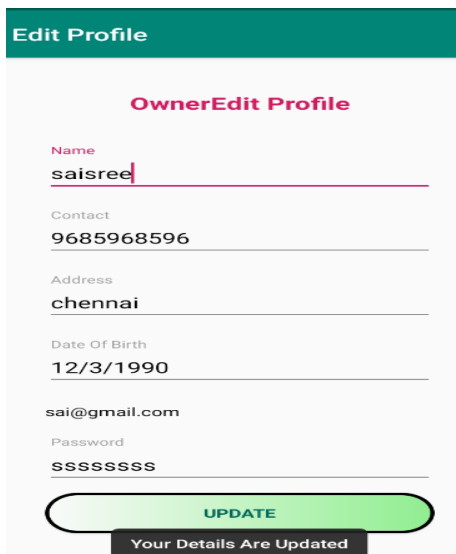 Edit Profile
OwnerEdit Profile
Name
saisree
Contact
9685968596
Address
chennai
Date Of Birth
12/3/1990
sai@gmail.com
Password
ssssssss
UPDATE
Your Details Are Updated